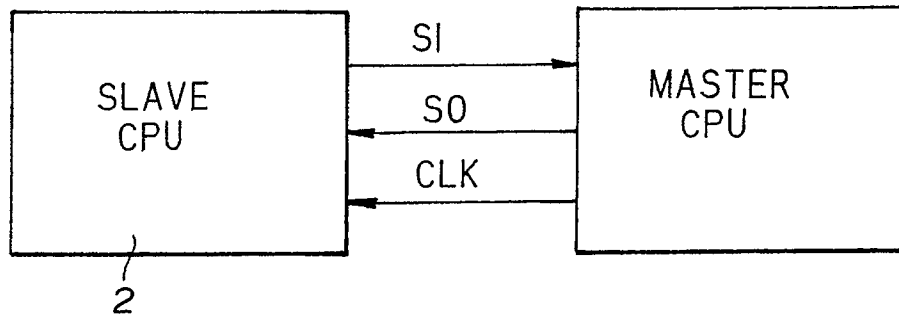 SLAVE
CPU
SI
SO
CLK
MASTER
CPU
2